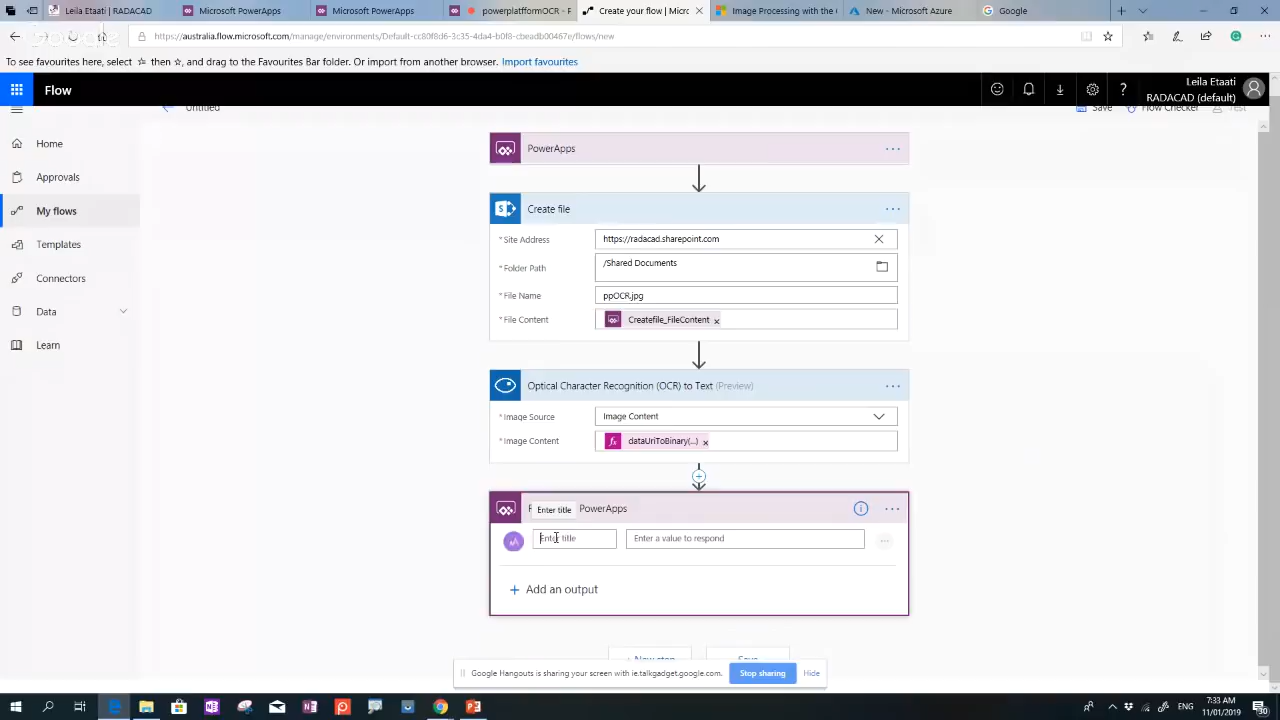 Leila Etaati | RADACAD
Microsoft PowerApps
Microsoft PowerApps
powerplatformOCR -
Create your flow | Micr
Image Processing with the
New - Microsoft Azure
Google
https://australia.flow.microsoft.com/manage/environments/Default-cc80f8d6-3c35-4da4-b0f8-cbeadb00467e/flows/new
To see favourites here, select ☆ then ☆, and drag to the Favourites Bar folder. Or import from another browser. Import favourites
Flow
?
Leila Etaati
RADACAD (default)
Untitled
Save
Flow Checker
Test
Home
Approvals
My flows
Templates
Connectors
Data
Learn
PowerApps
Create file
* Site Address
https://radacad.sharepoint.com
* Folder Path
/Shared Documents
* File Name
ppOCR.jpg
* File Content
Createfile_FileContent x
Optical Character Recognition (OCR) to Text (Preview)
* Image Source
Image Content
* Image Content
fx dataUriToBinary(...) x
Enter title
PowerApps
Enter title
Enter a value to respond
+ Add an output
+ New step
Save
Google Hangouts is sharing your screen with ie.talkgadget.google.com.
Stop sharing
Hide
ENG
7:33 AM
11/01/2019
30